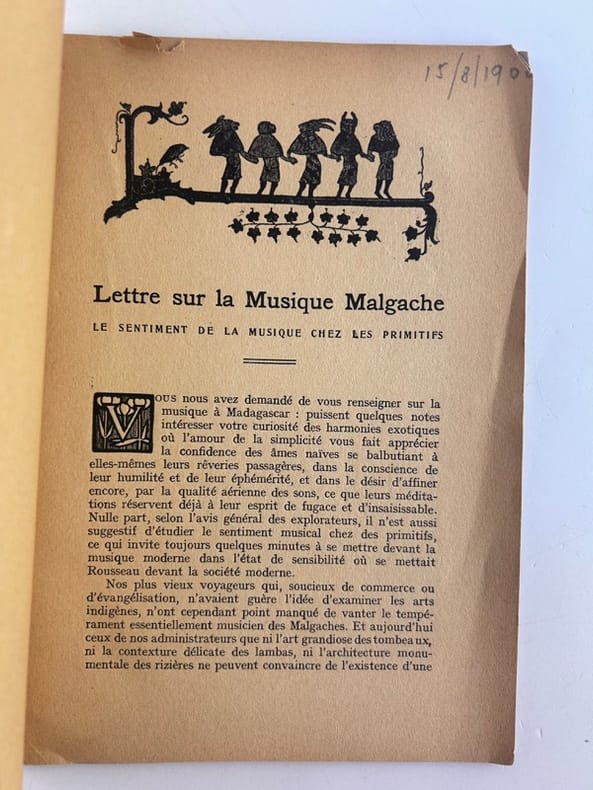 15/8/190
Lettre sur la Musique Malgache
LE SENTIMENT DE LA MUSIQUE CHEZ LES PRIMITIFS
VOUS nous avez demandé de vous renseigner sur la
musique à Madagascar : puissent quelques notes
intéresser votre curiosité des harmonies exotiques
où l'amour de la simplicité vous fait apprécier
la confidence des âmes naïves se balbutiant à
elles-mêmes leurs rêveries passagères, dans la conscience de
leur humilité et de leur éphémérité, et dans le désir d'affiner
encore, par la qualité aérienne des sons, ce que leurs médita-
tions réservent déjà à leur esprit de fugace et d'insaisissable.
Nulle part, selon l'avis général des explorateurs, il n'est aussi
suggestif d'étudier le sentiment musical chez des primitifs,
ce qui invite toujours quelques minutes à se mettre devant la
musique moderne dans l'état de sensibilité où se mettait
Rousseau devant la société moderne.
Nos plus vieux voyageurs qui, soucieux de commerce ou
d'évangélisation, n'avaient guère l'idée d'examiner les arts
indigènes, n'ont cependant point manqué de vanter le tempé-
rament essentiellement musicien des Malgaches. Et aujourd'hui
ceux de nos administrateurs que ni l'art grandiose des tombeaux,
ni la contexture délicate des lambas, ni l'architecture monu-
mentale des rizières ne peuvent convaincre de l'existence d'une